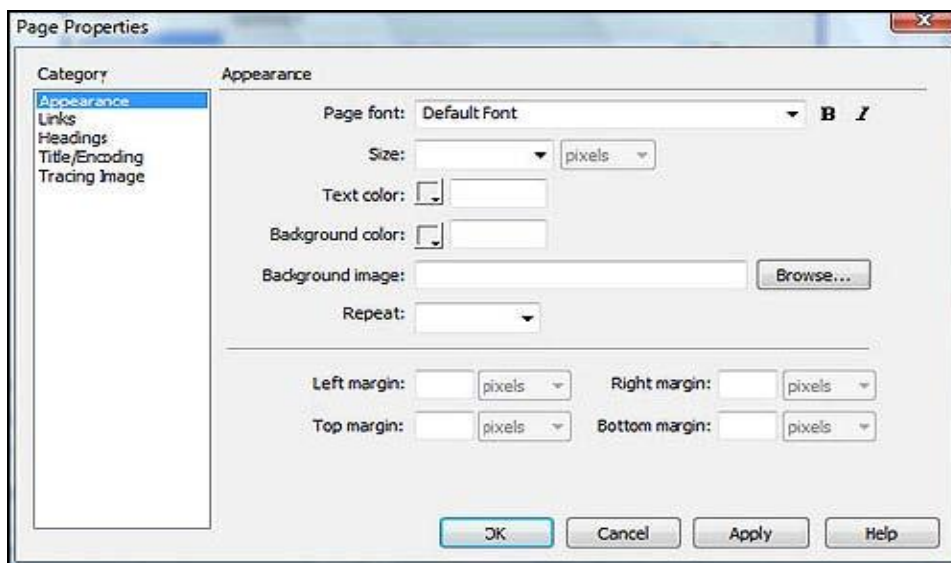 Page Properties
Category
Appearance
Links
Headings
Title/Encoding
Tracing Image
Appearance
Page font: Default Font B I
Size: pixels
Text color:
Background color:
Background image: Browse...
Repeat:
Left margin: pixels Right margin: pixels
Top margin: pixels Bottom margin: pixels
OK Cancel Apply Help